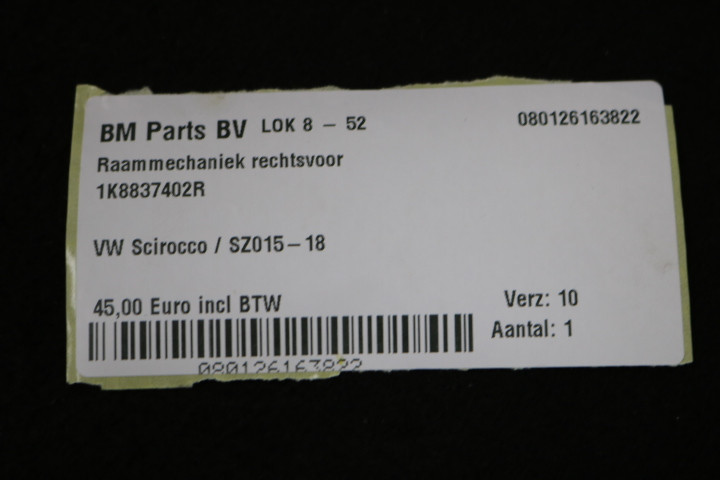 BM Parts BV LOK 8 - 52 080126163822
Raammechaniek rechtsvoor
1K8837402R
VW Scirocco / SZ015-18
45,00 Euro incl BTW Verz: 10
Aantal: 1
080126163822